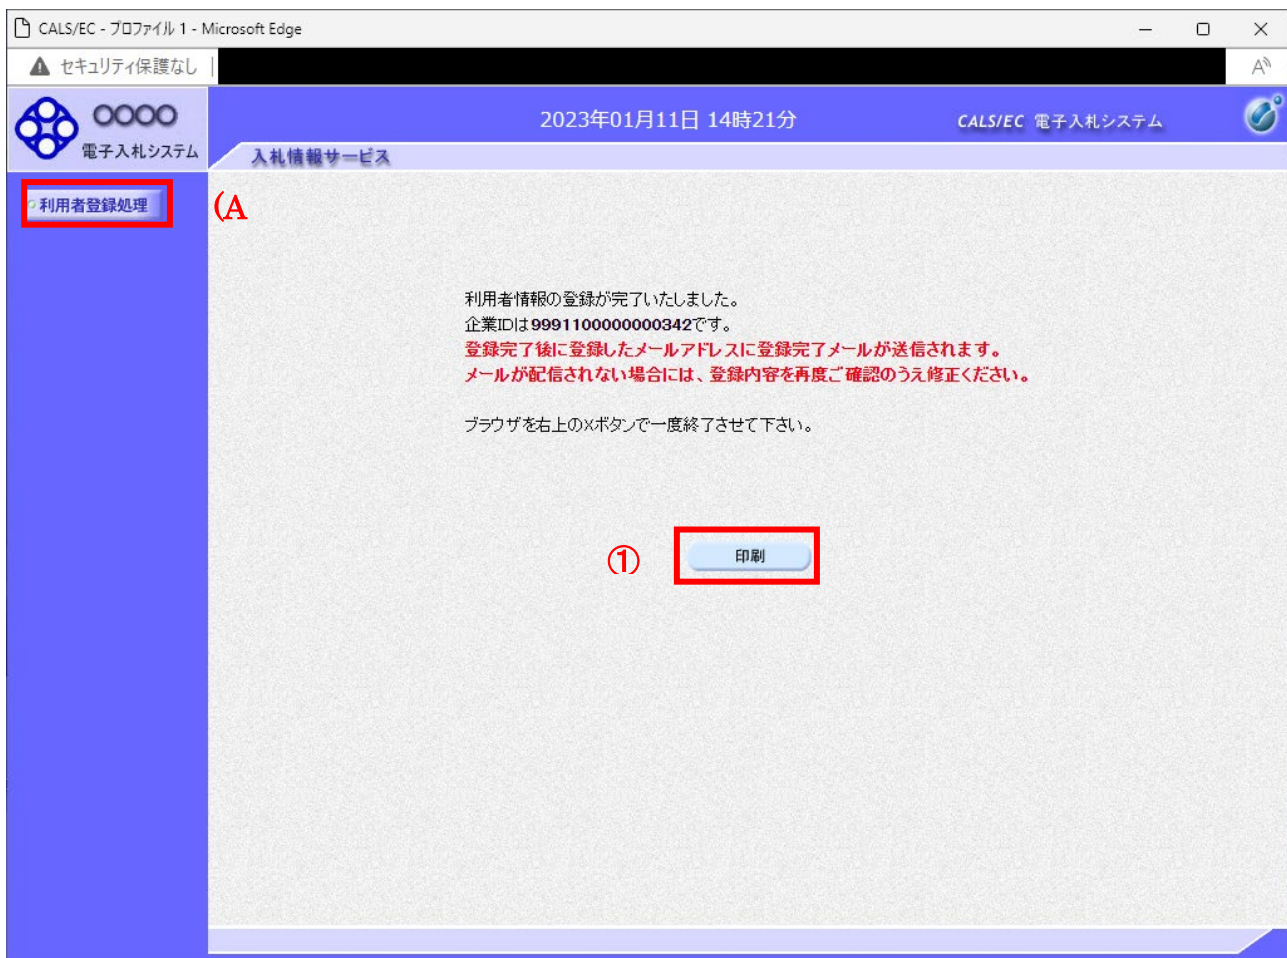 CALS/EC - プロファイル 1 - Microsoft Edge
セキュリティ保護なし
A
OOOO
電子入札システム
2023年01月11日 14時21分
CALS/EC 電子入札システム
入札情報サービス
利用者登録処理
(A
利用者情報の登録が完了いたしました。
企業IDは9991100000000342です。
登録完了後に登録したメールアドレスに登録完了メールが送信されます。
メールが配信されない場合には、登録内容を再度ご確認のうえ修正ください。
ブラウザを右上の×ボタンで一度終了させて下さい。
①
印刷